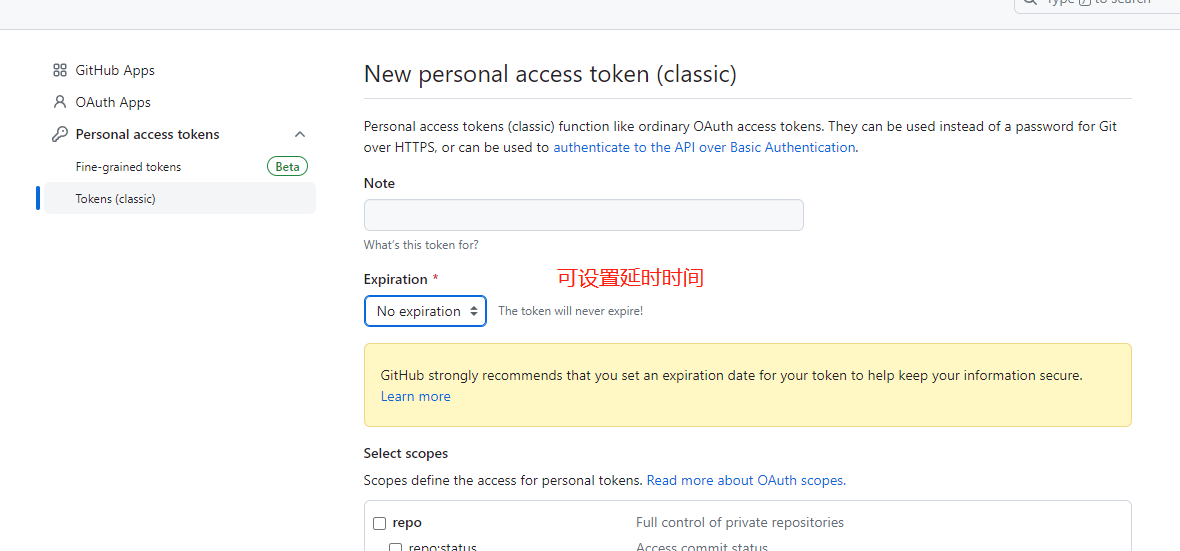 Type / to search
GitHub Apps
OAuth Apps
Personal access tokens
Fine-grained tokens Beta
Tokens (classic)
New personal access token (classic)
Personal access tokens (classic) function like ordinary OAuth access tokens. They can be used instead of a password for Git
over HTTPS, or can be used to authenticate to the API over Basic Authentication.
Note
What's this token for?
Expiration *
可设置延时时间
No expiration
The token will never expire!
GitHub strongly recommends that you set an expiration date for your token to help keep your information secure.
Learn more
Select scopes
Scopes define the access for personal tokens. Read more about OAuth scopes.
repo
Full control of private repositories
repo:status
Access commit status